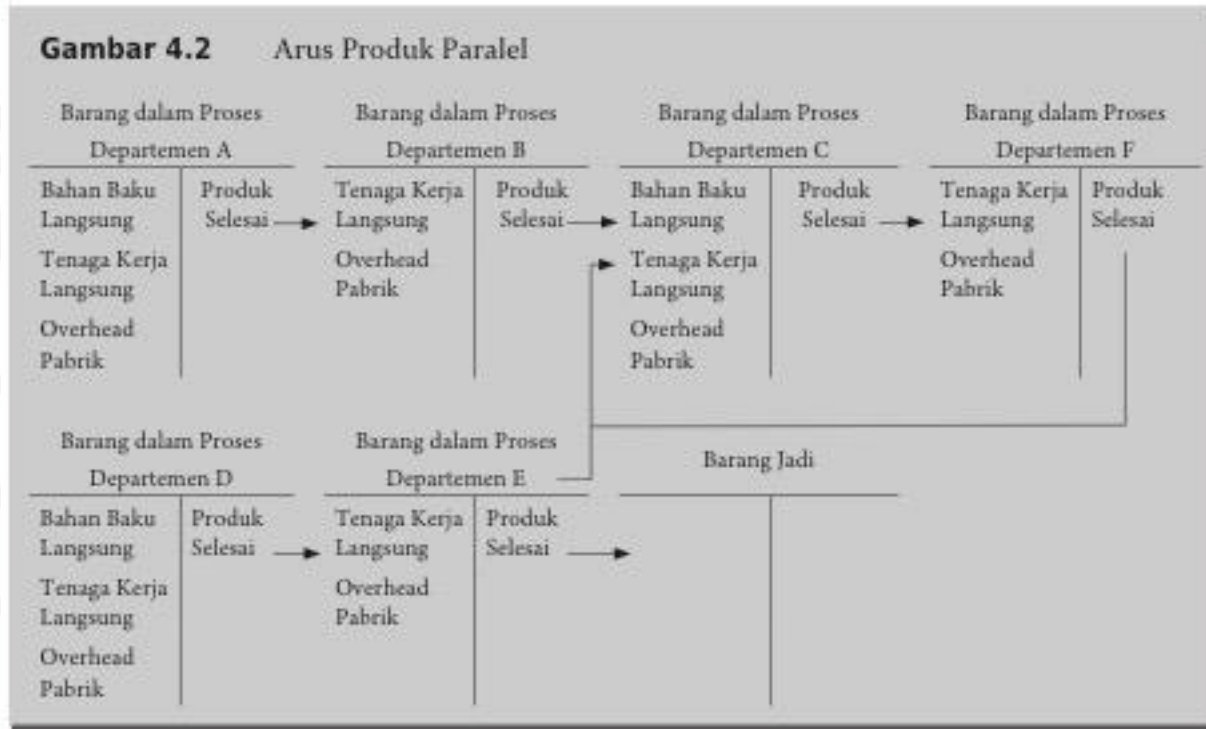 Gambar 4.2 Arus Produk Paralel
Barang dalam Proses
Departemen A
Bahan Baku
Langsung
Tenaga Kerja
Langsung
Overhead
Pabrik
Produk
Selesai
Barang dalam Proses
Departemen B
Tenaga Kerja
Langsung
Overhead
Pabrik
Produk
Selesai
Barang dalam Proses
Departemen C
Bahan Baku
Langsung
Tenaga Kerja
Langsung
Overhead
Pabrik
Produk
Selesai
Barang dalam Proses
Departemen F
Tenaga Kerja
Langsung
Overhead
Pabrik
Produk
Selesai
Barang dalam Proses
Departemen D
Bahan Baku
Langsung
Tenaga Kerja
Langsung
Overhead
Pabrik
Produk
Selesai
Barang dalam Proses
Departemen E
Tenaga Kerja
Langsung
Overhead
Pabrik
Produk
Selesai
Barang Jadi